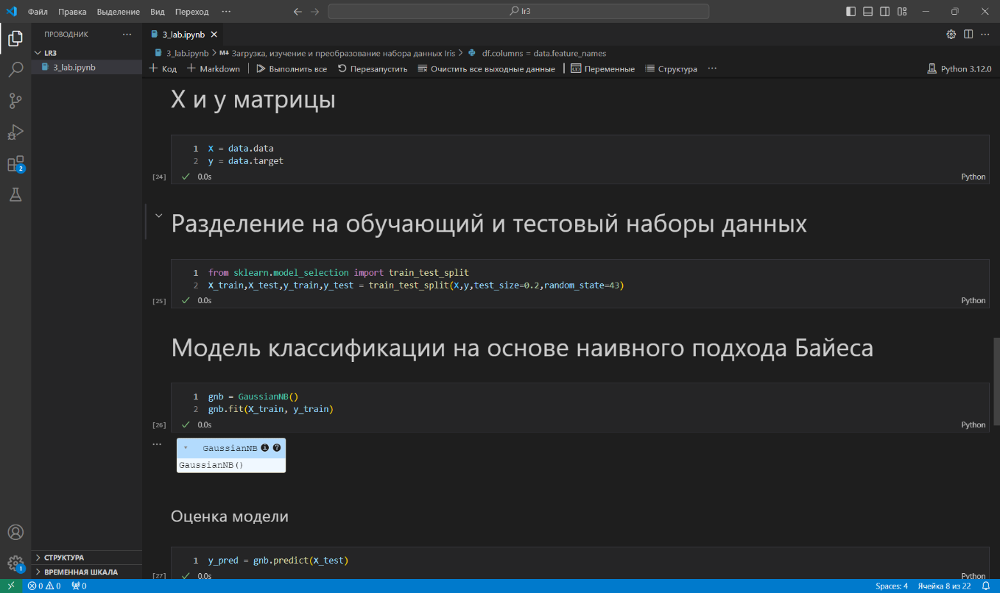 Файл Правка Выделение Вид Переход ··· lr3
ПРОВОДНИК ···
LR3
3_lab.ipynb
3_lab.ipynb
3_lab.ipynb > M↓ Загрузка, изучение и преобразование набора данных Iris > df.columns = data.feature_names
+ Код + Markdown | Выполнить все Перезапустить Очистить все выходные данные | Переменные Структура ··· Python 3.12.0
X и y матрицы
1 X = data.data
2 y = data.target
[24] 0.0s Python
Разделение на обучающий и тестовый наборы данных
1 from sklearn.model_selection import train_test_split
2 X_train,X_test,y_train,y_test = train_test_split(X,y,test_size=0.2,random_state=43)
[25] 0.0s Python
Модель классификации на основе наивного подхода Байеса
1 gnb = GaussianNB()
2 gnb.fit(X_train, y_train)
[26] 0.0s Python
··· GaussianNB i ?
GaussianNB()
Оценка модели
1 y_pred = gnb.predict(X_test)
[27] 0.0s Python
2
1
СТРУКТУРА
ВРЕМЕННАЯ ШКАЛА
0 0 0 Spaces: 4 Ячейка 8 из 22